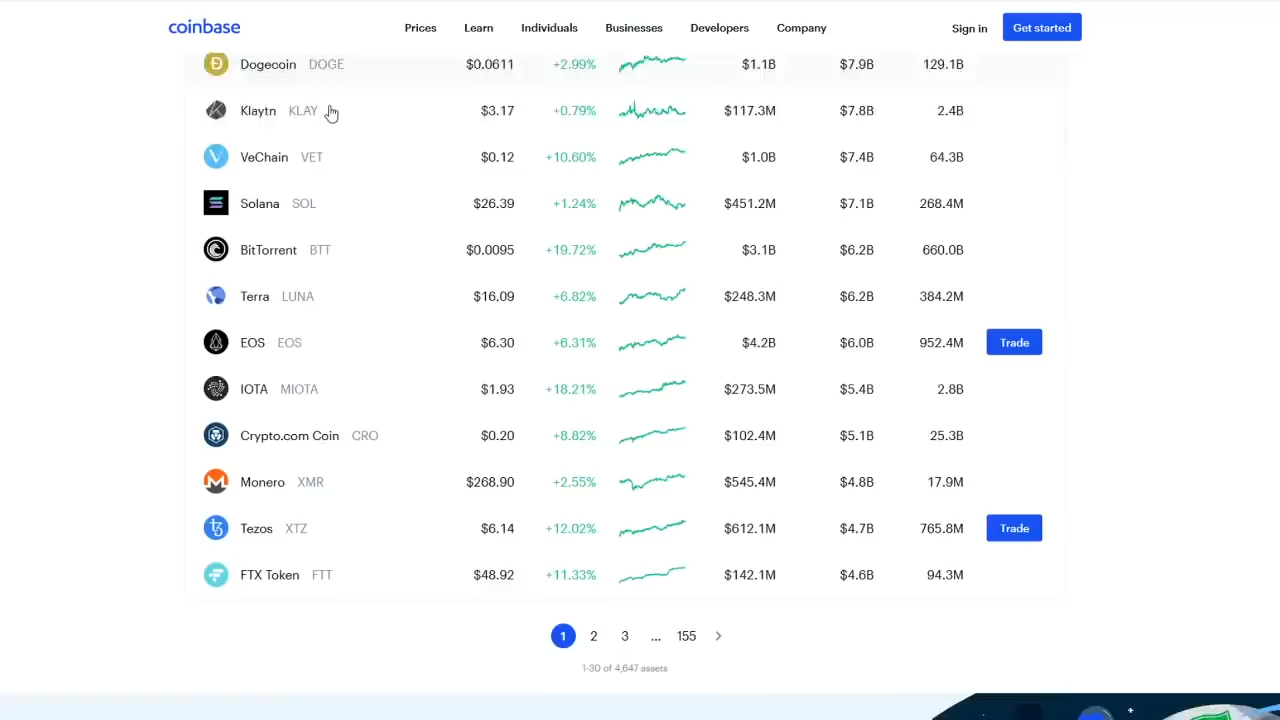 coinbase Prices Learn Individuals Businesses Developers Company Sign in Get started
Dogecoin DOGE $0.0611 +2.99% $1.1B $7.9B 129.1B
Klaytn KLAY $3.17 +0.79% $117.3M $7.8B 2.4B
VeChain VET $0.12 +10.60% $1.0B $7.4B 64.3B
Solana SOL $26.39 +1.24% $451.2M $7.1B 268.4M
BitTorrent BTT $0.0095 +19.72% $3.1B $6.2B 660.0B
Terra LUNA $16.09 +6.82% $248.3M $6.2B 384.2M
EOS EOS $6.30 +6.31% $4.2B $6.0B 952.4M Trade
IOTA MIOTA $1.93 +18.21% $273.5M $5.4B 2.8B
Crypto.com Coin CRO $0.20 +8.82% $102.4M $5.1B 25.3B
Monero XMR $268.90 +2.55% $545.4M $4.8B 17.9M
Tezos XTZ $6.14 +12.02% $612.1M $4.7B 765.8M Trade
FTX Token FTT $48.92 +11.33% $142.1M $4.6B 94.3M
1 2 3 ... 155 >
1-30 of 4,647 assets